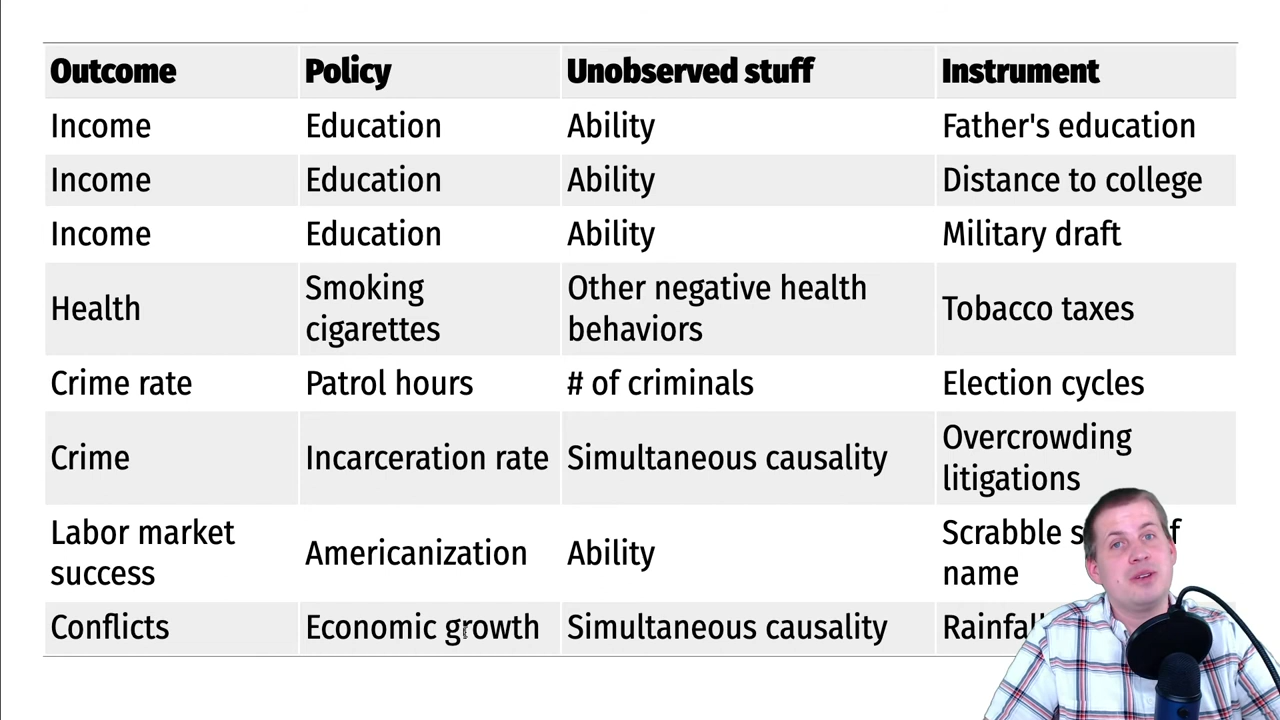 Outcome Policy Unobserved stuff Instrument
Income Education Ability Father's education
Income Education Ability Distance to college
Income Education Ability Military draft
Health Smoking cigarettes Other negative health behaviors Tobacco taxes
Crime rate Patrol hours # of criminals Election cycles
Crime Incarceration rate Simultaneous causality Overcrowding litigations
Labor market success Americanization Ability Scrabble name
Conflicts Economic growth Simultaneous causality